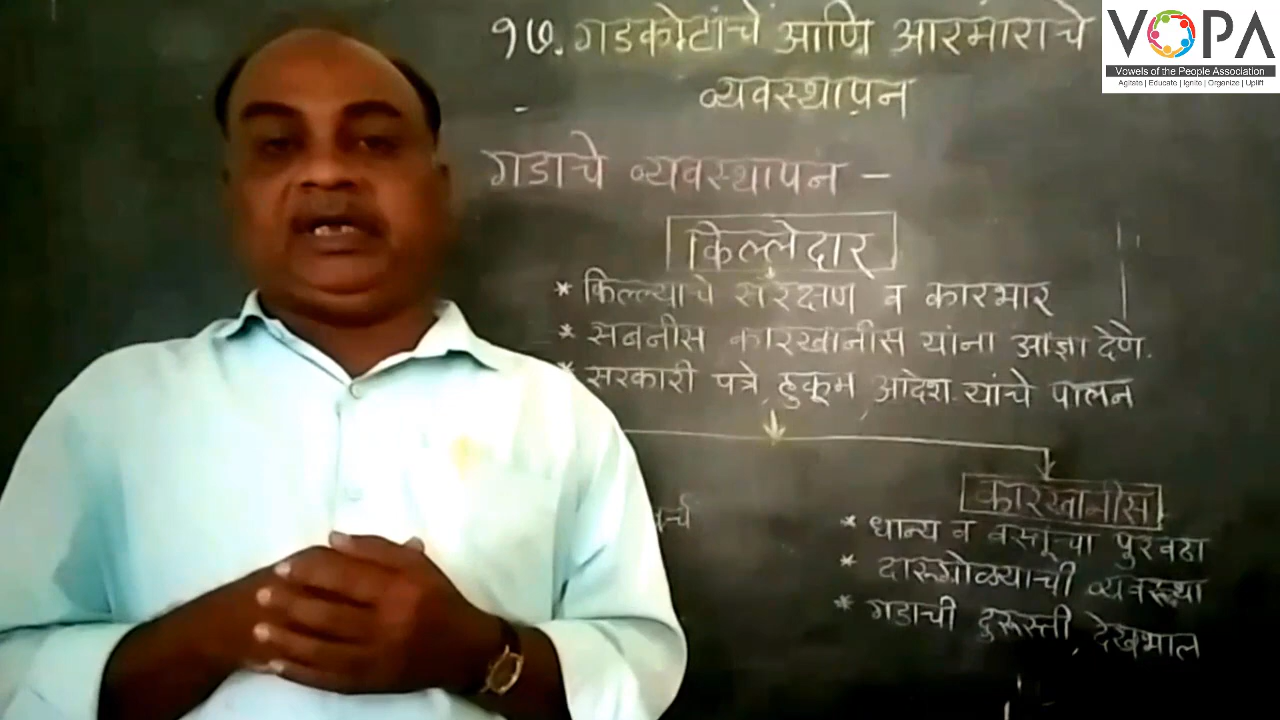 १७. गडकोटांचे आणि आरमाराचे
व्यवस्थापन
VOPA
Vowels of the People Association
Agitate | Educate | Ignite | Organize | Uplift
गडाचे व्यवस्थापन –
किल्लेदार
* किल्ल्याचे संरक्षण व कारभार
* सबनीस कारखानीस यांना आज्ञा देणे.
* सरकारी पत्रे, हुकूम, आदेश यांचे पालन
कारखानीस
* धान्य व वस्तूचा पुरवठा
* दारूगोळ्याची व्यवस्था
* गडाची दुरूस्ती, देखभाल